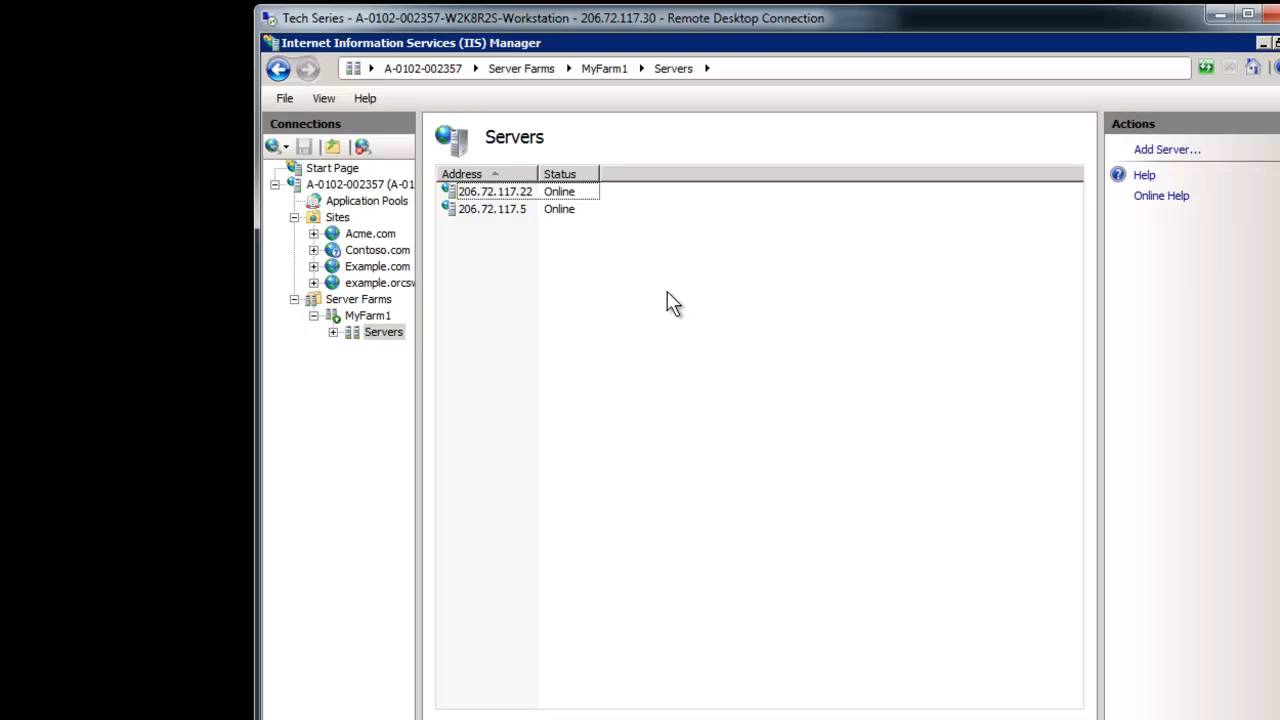 Tech Series - A-0102-002357-W2K8R2S-Workstation - 206.72.117.30 - Remote Desktop Connection
Internet Information Services (IIS) Manager
A-0102-002357 Server Farms MyFarm1 Servers
File View Help
Connections
Start Page
A-0102-002357 (A-01
Application Pools
Sites
Acme.com
Contoso.com
Example.com
example.orcsw
Server Farms
MyFarm1
Servers
Servers
Address Status
206.72.117.22 Online
206.72.117.5 Online
Actions
Add Server...
Help
Online Help